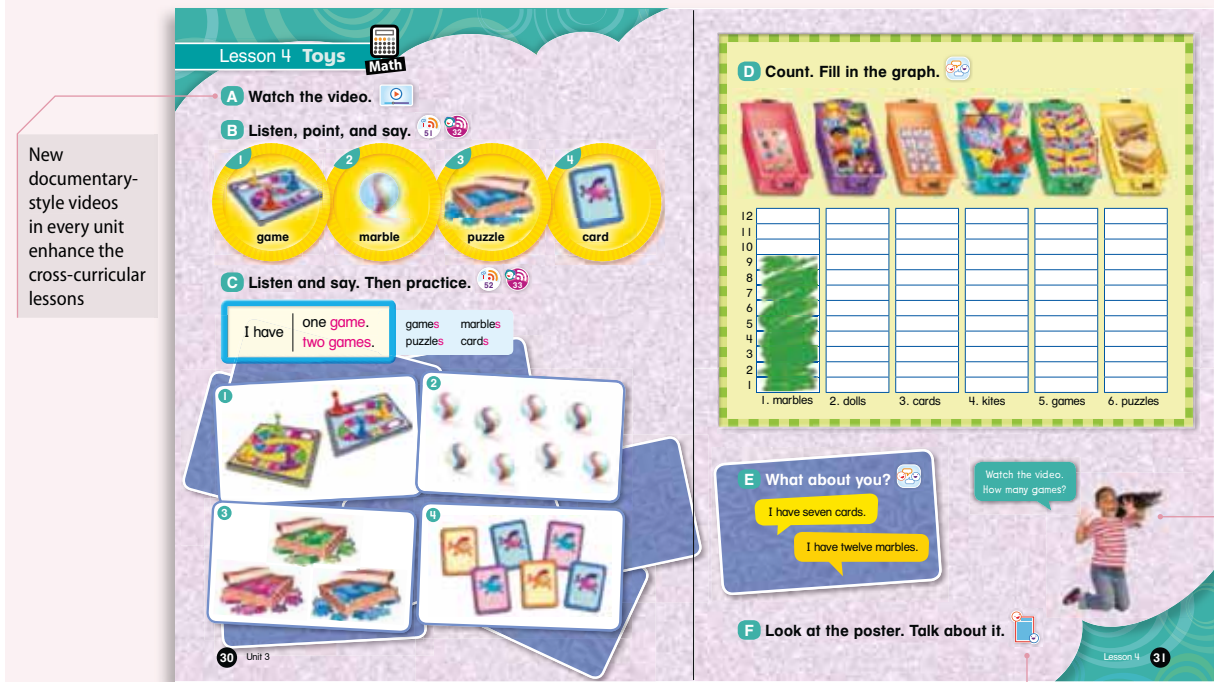 New
documentary-
style videos
in every unit
enhance the
cross-curricular
lessons
Lesson 4 Toys
Math
A Watch the video.
B Listen, point, and say. 51 32
1 2 3 4
game marble puzzle card
C Listen and say. Then practice. 52 33
I have
one game.
two games.
games marbles
puzzles cards
1
2
3
4
30 Unit 3
D Count. Fill in the graph.
12
11
10
9
8
7
6
5
4
3
2
1
1. marbles 2. dolls 3. cards 4. kites 5. games 6. puzzles
E What about you?
I have seven cards.
I have twelve marbles.
Watch the video.
How many games?
F Look at the poster. Talk about it.
Lesson 4 31